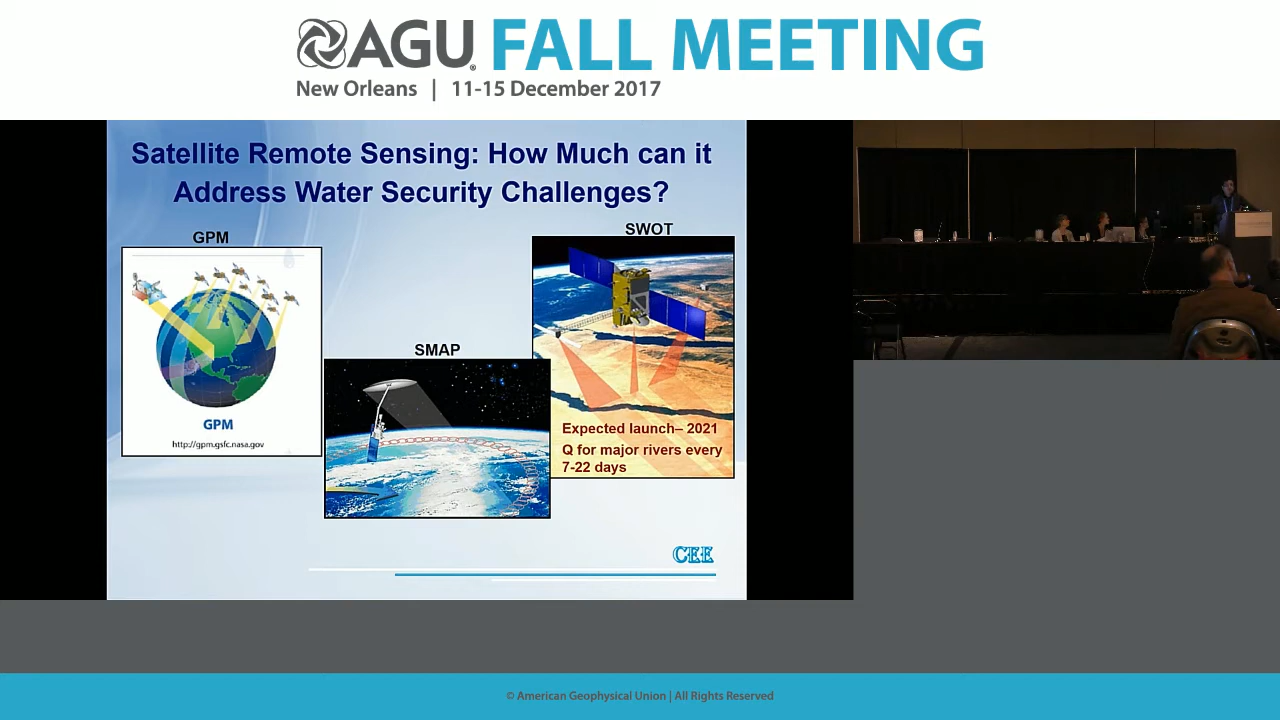 AGU FALL MEETING
New Orleans | 11-15 December 2017
Satellite Remote Sensing: How Much can it
Address Water Security Challenges?
GPM
SWOT
SMAP
GPM
http://gpm.gsfc.nasa.gov
Expected launch– 2021
Q for major rivers every
7-22 days
CEE
© American Geophysical Union | All Rights Reserved